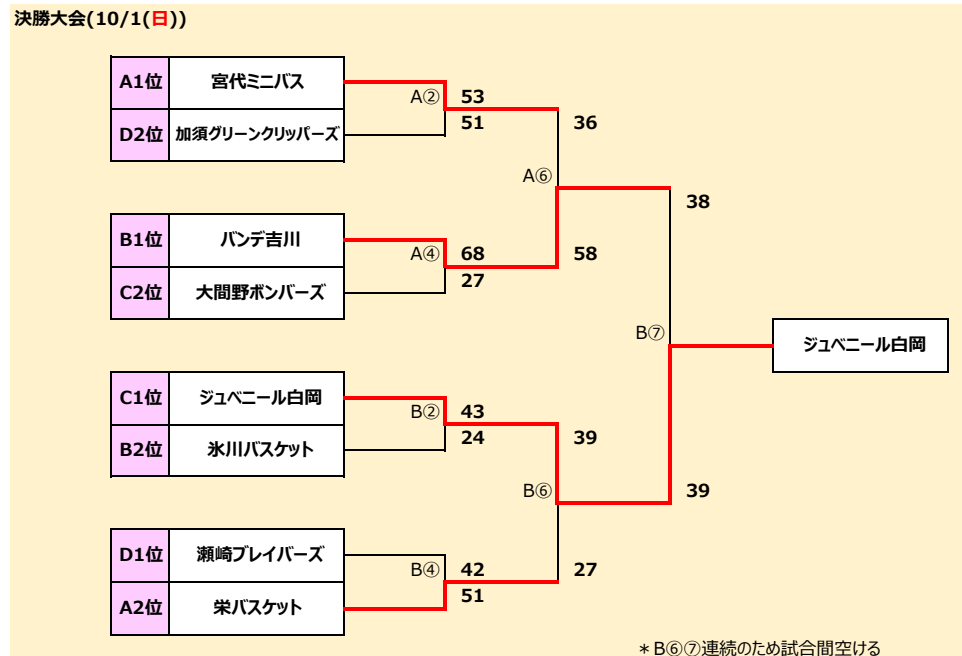 決勝大会(10/1(日))
A1位 宮代ミニバス
A② 53
D2位 加須グリーンクリッパーズ
51 36
A⑥
38
B1位 バンデ吉川
A④ 68 58
C2位 大間野ボンバーズ
27
B⑦
ジュベニール白岡
C1位 ジュベニール白岡
B② 43
B2位 氷川バスケット
24 39
B⑥
39
D1位 瀬崎ブレイバーズ
B④ 42 27
A2位 栄バスケット
51
＊B⑥⑦連続のため試合間空ける